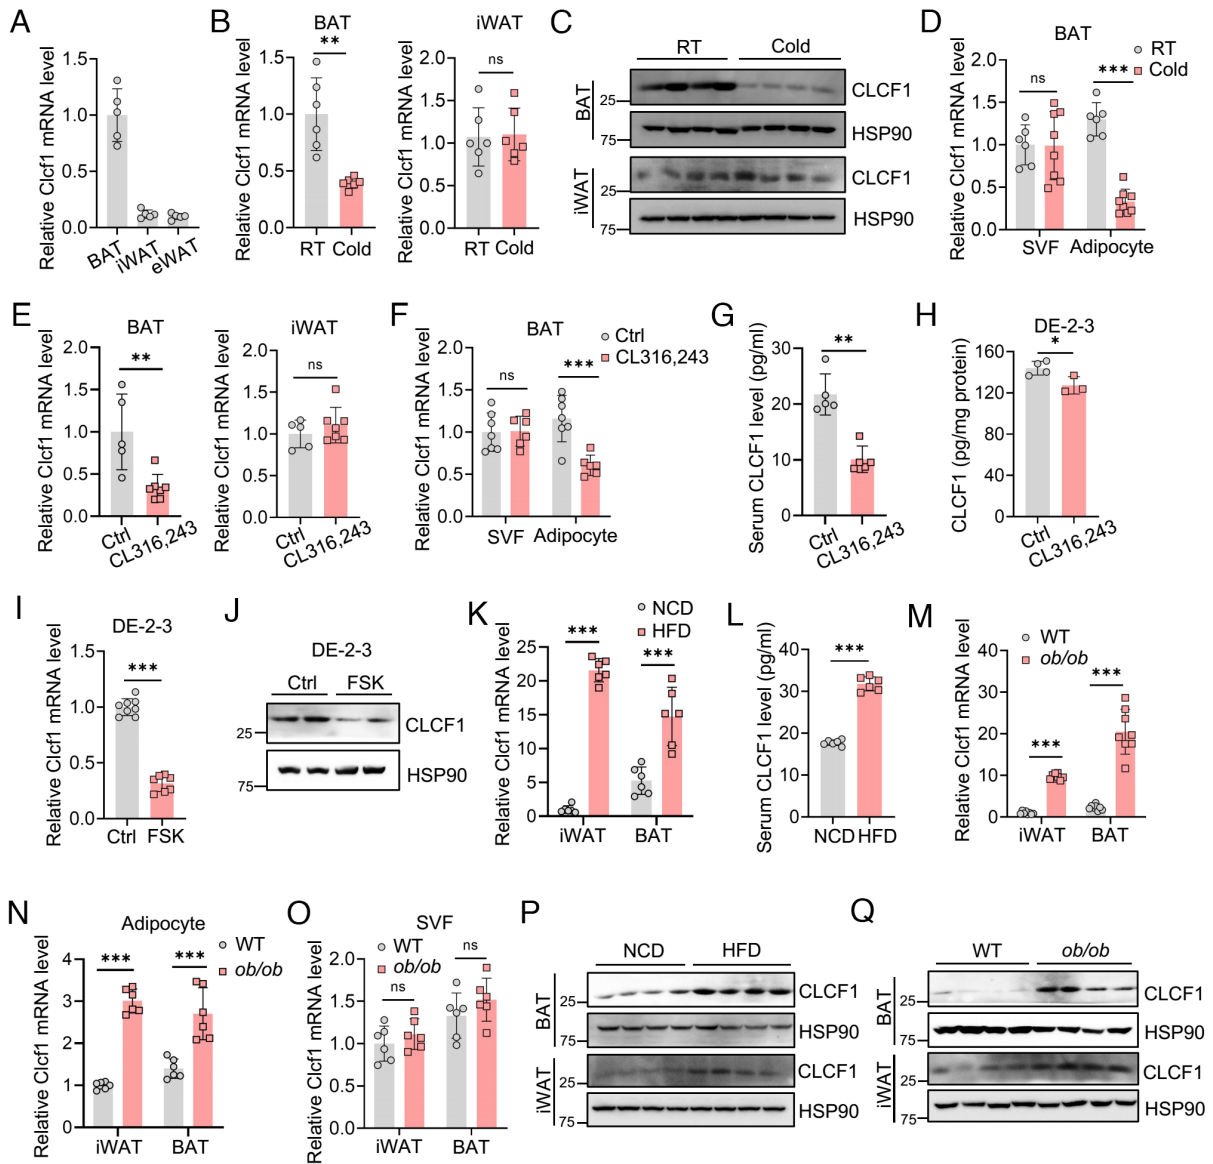 A
Relative Clcf1 mRNA level
1.5
1.0
0.5
0.0
BAT
iWAT
eWAT
B
BAT
Relative Clcf1 mRNA level
1.5
1.0
0.5
0.0
**
RT Cold
iWAT
Relative Clcf1 mRNA level
2.0
1.5
1.0
0.5
0.0
ns
RT Cold
C
RT Cold
BAT
25
CLCF1
75
HSP90
iWAT
25
CLCF1
75
HSP90
D
BAT
RT
Cold
Relative Clcf1 mRNA level
2.0
1.5
1.0
0.5
0.0
ns
***
SVF Adipocyte
E
BAT
Relative Clcf1 mRNA level
2.0
1.5
1.0
0.5
0.0
**
Ctrl
CL316,243
iWAT
Relative Clcf1 mRNA level
2.0
1.5
1.0
0.5
0.0
ns
Ctrl
CL316,243
F
BAT
Ctrl
CL316,243
Relative Clcf1 mRNA level
2.0
1.5
1.0
0.5
0.0
ns
***
SVF Adipocyte
G
Serum CLCF1 level (pg/ml)
30
20
10
0
**
Ctrl
CL316,243
H
DE-2-3
CLCF1 (pg/mg protein)
160
120
80
40
0
*
Ctrl
CL316,243
I
DE-2-3
Relative Clcf1 mRNA level
1.5
1.0
0.5
0.0
***
Ctrl FSK
J
DE-2-3
Ctrl FSK
25
CLCF1
75
HSP90
K
NCD
HFD
Relative Clcf1 mRNA level
25
20
15
10
5
0
***
***
iWAT BAT
L
Serum CLCF1 level (pg/ml)
40
30
20
10
0
***
NCD HFD
M
WT
ob/ob
Relative Clcf1 mRNA level
40
30
20
10
0
***
***
iWAT BAT
N
Adipocyte
WT
ob/ob
Relative Clcf1 mRNA level
4
3
2
1
0
***
***
iWAT BAT
O
SVF
WT
ob/ob
Relative Clcf1 mRNA level
2.0
1.5
1.0
0.5
0.0
ns
ns
iWAT BAT
P
NCD HFD
BAT
25
CLCF1
75
HSP90
iWAT
25
CLCF1
75
HSP90
Q
WT ob/ob
BAT
25
CLCF1
75
HSP90
iWAT
25
CLCF1
75
HSP90